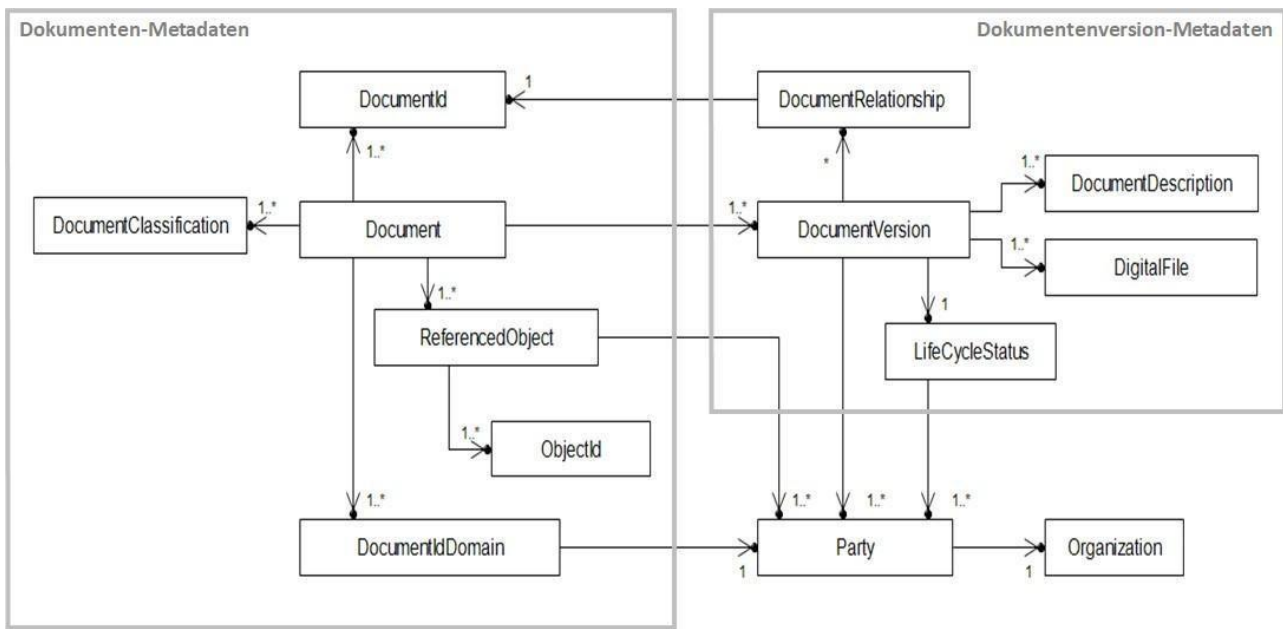 Dokumenten-Metadaten
Dokumentenversion-Metadaten
DocumentId
1
DocumentRelationship
1..*
*
1..*
DocumentDescription
DocumentClassification
1..*
Document
1..*
DocumentVersion
1..*
DigitalFile
1..*
1
ReferencedObject
LifeCycleStatus
1..*
ObjectId
1..*
1..*
1..*
1..*
DocumentIdDomain
1
Party
1
Organization